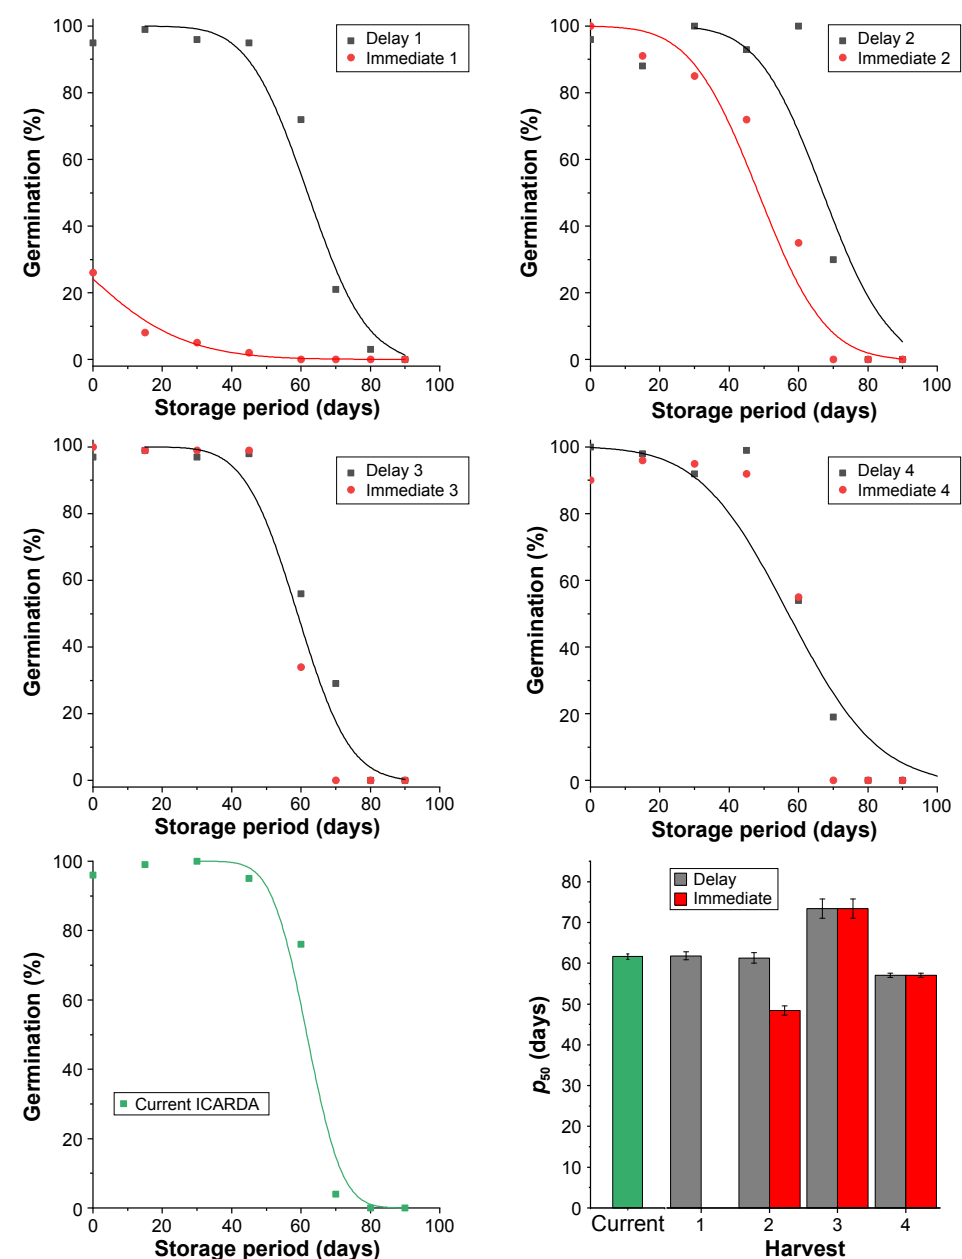 100
80
60
40
20
0
Germination (%)
Delay 1
Immediate 1
0 20 40 60 80 100
Storage period (days)
100
80
60
40
20
0
Germination (%)
Delay 2
Immediate 2
0 20 40 60 80 100
Storage period (days)
100
80
60
40
20
0
Germination (%)
Delay 3
Immediate 3
0 20 40 60 80 100
Storage period (days)
100
80
60
40
20
0
Germination (%)
Delay 4
Immediate 4
0 20 40 60 80 100
Storage period (days)
100
80
60
40
20
0
Germination (%)
Current ICARDA
0 20 40 60 80 100
Storage period (days)
80
70
60
50
40
30
20
10
0
p50 (days)
Delay
Immediate
Current 1 2 3 4
Harvest